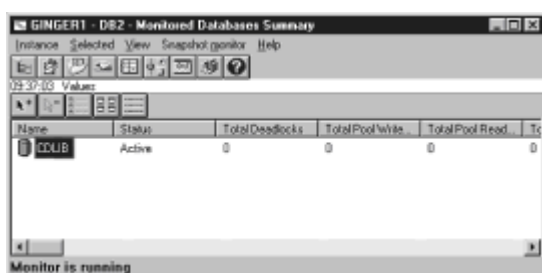 GINGER1 - DB2 - Monitored Databases Summary
Instance Selected View Snapshot monitor Help
09:37:03 Values
Name Status Total Deadlocks Total Pool Write... Total Pool Read... To
CDLIB Active 0 0 0 0
Monitor is running